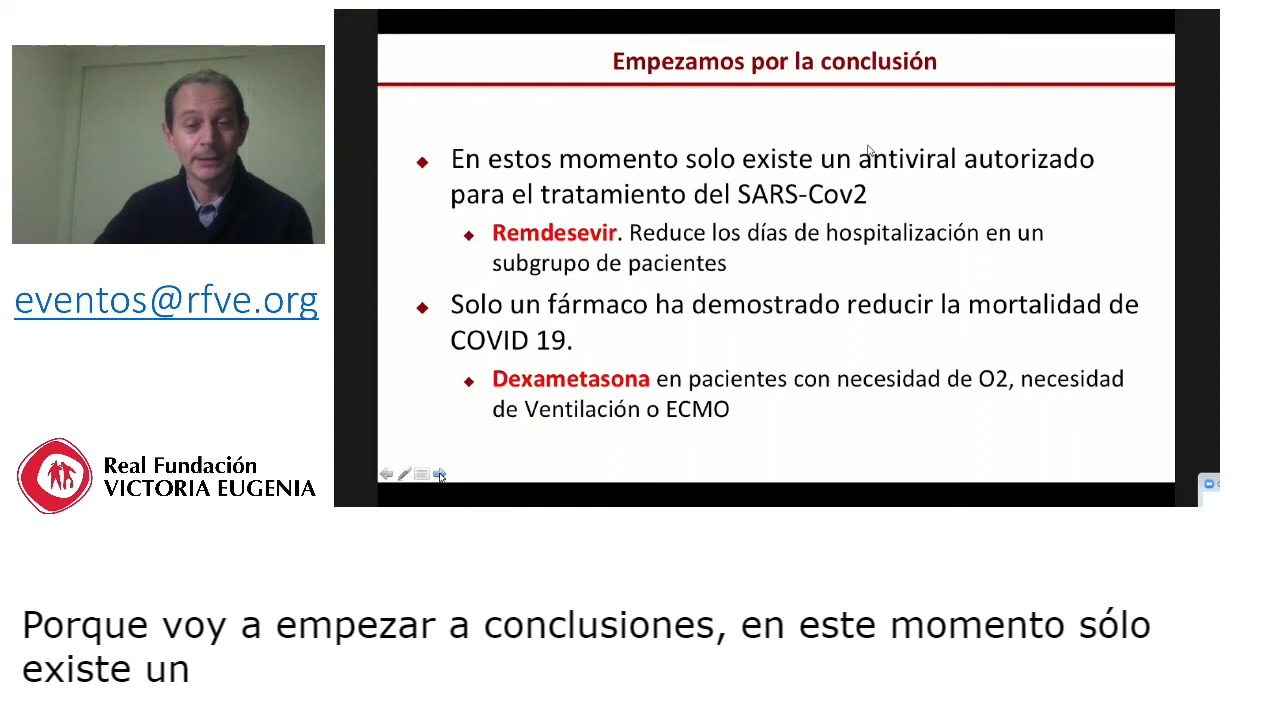 Empezamos por la conclusión
En estos momento solo existe un antiviral autorizado
para el tratamiento del SARS-Cov2
Remdesevir. Reduce los días de hospitalización en un
subgrupo de pacientes
Solo un fármaco ha demostrado reducir la mortalidad de
COVID 19.
Dexametasona en pacientes con necesidad de O2, necesidad
de Ventilación o ECMO
eventos@rfve.org
Real Fundación
VICTORIA EUGENIA
Porque voy a empezar a conclusiones, en este momento sólo
existe un